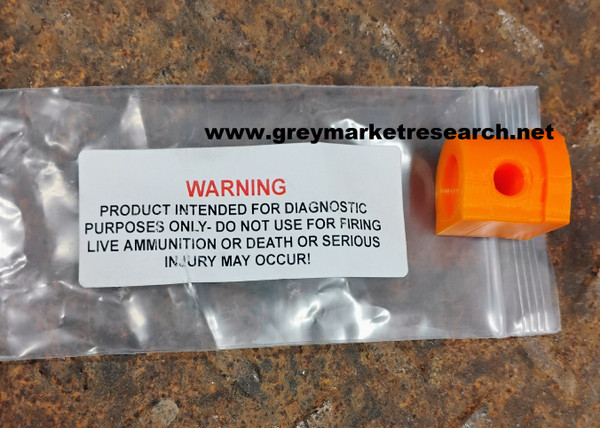 www.greymarketresearch.net
WARNING
PRODUCT INTENDED FOR DIAGNOSTIC
PURPOSES ONLY- DO NOT USE FOR FIRING
LIVE AMMUNITION OR DEATH OR SERIOUS
INJURY MAY OCCUR!